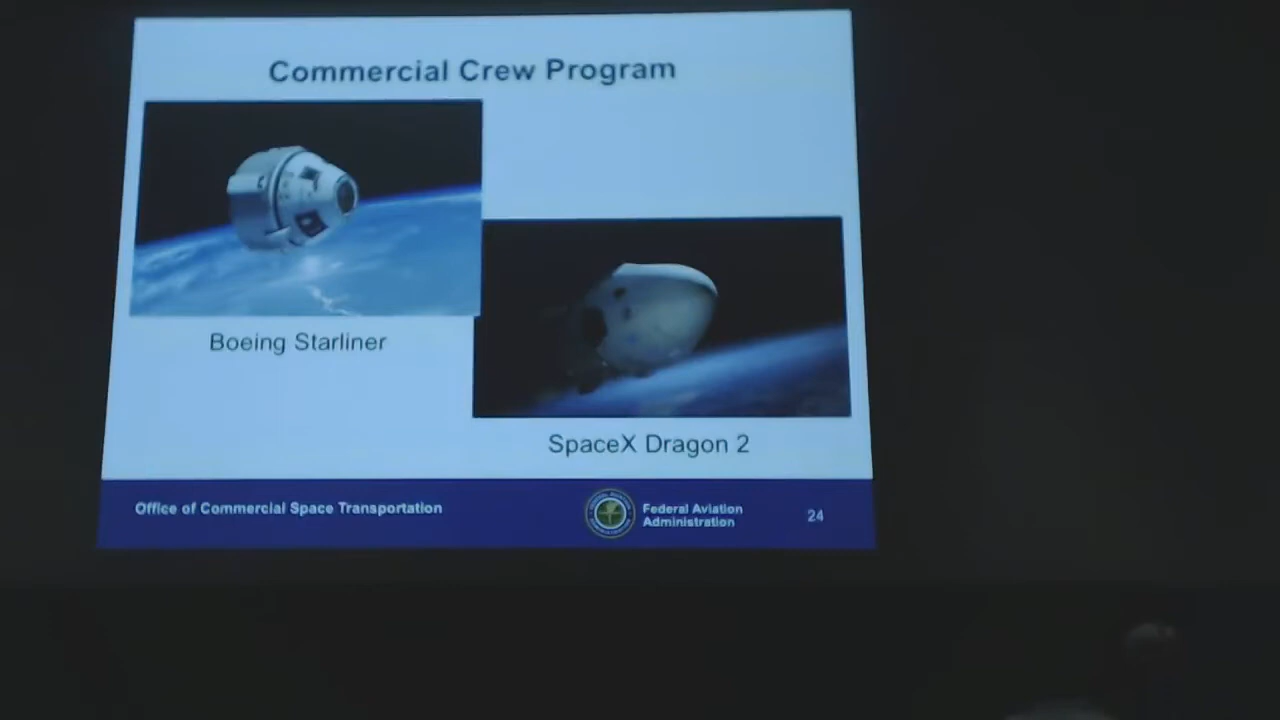 Commercial Crew Program
Boeing Starliner
SpaceX Dragon 2
Office of Commercial Space Transportation
Federal Aviation
Administration
24